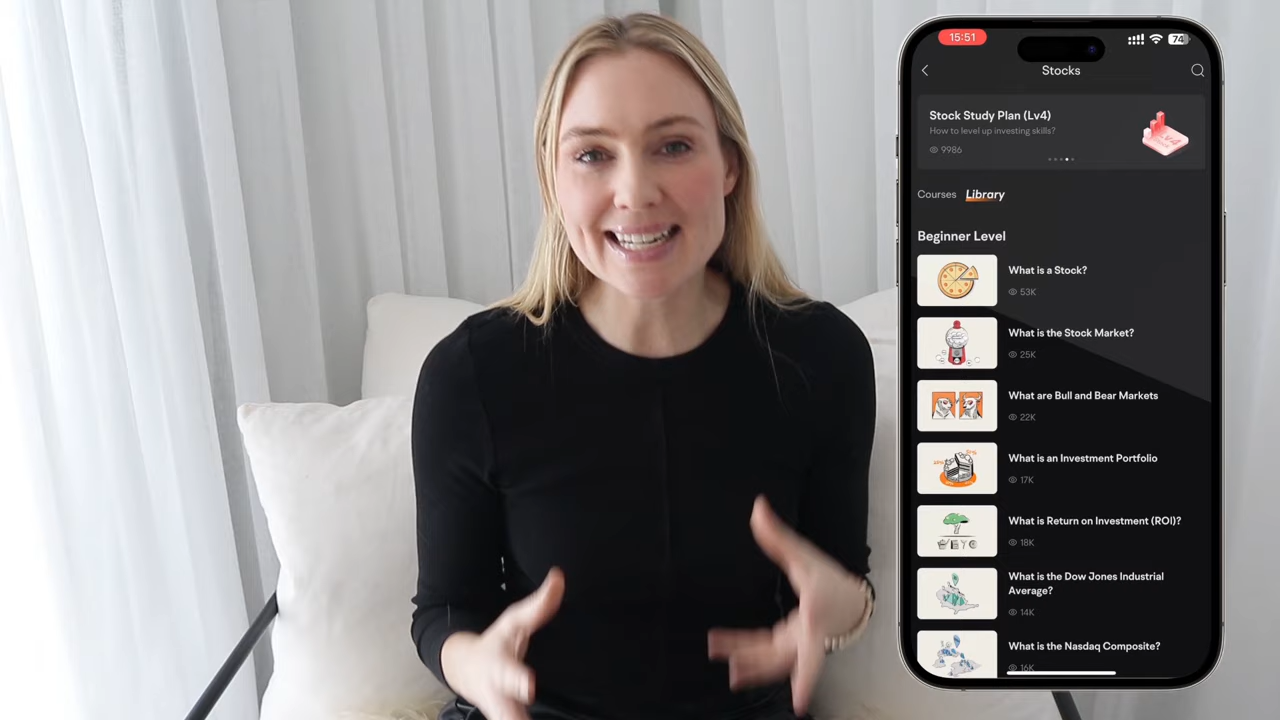 15:51
74
Stocks
Stock Study Plan (Lv4)
How to level up investing skills?
9986
Courses Library
Beginner Level
What is a Stock?
53K
What is the Stock Market?
25K
What are Bull and Bear Markets
22K
What is an Investment Portfolio
17K
What is Return on Investment (ROI)?
18K
What is the Dow Jones Industrial
Average?
14K
What is the Nasdaq Composite?
16K